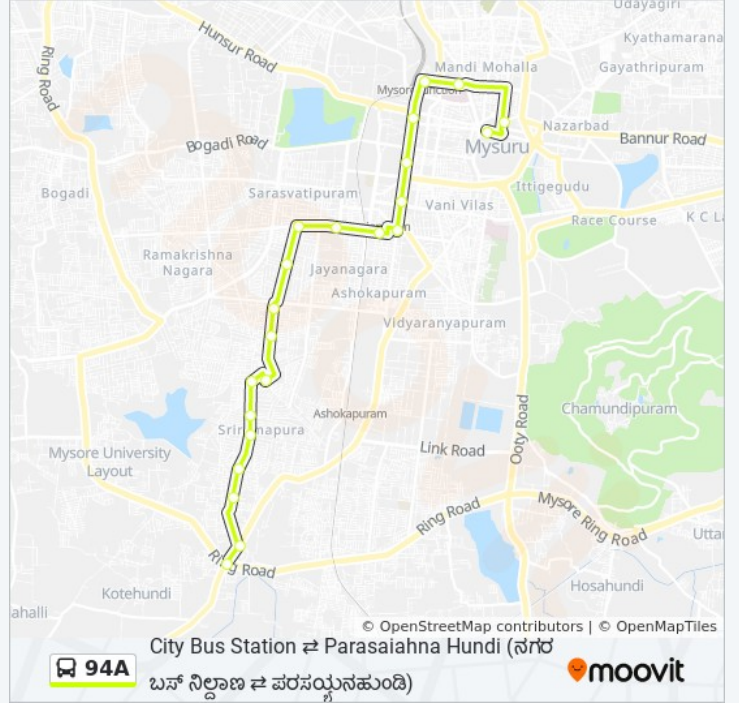 Udayagiri
Hunsur Road
Kyathamarana
Ring Road
Mandi Mohalla
Gayathripuram
Mysore Junction
Nazarbad
Bannur Road
Bogadi Road
Mysuru
Ittigegudu
Bogadi
Sarasvatipuram
Vani Vilas
Race Course
K C L
Ramakrishna
Nagara
Jayanagara
Ashokapuram
Vidyaranyapuram
Chamundipuram
Ashokapuram
Ooty Road
Mysore University
Layout
Link Road
Ring Road
Mysore Ring Road
Uttar
Ring Road
Kotehundi
Hosahundi
ahalli
© OpenStreetMap contributors | © OpenMapTiles
94A
City Bus Station ⇄ Parasaiahna Hundi (ನಗರ
ಬಸ್ ನಿಲ್ದಾಣ ⇄ ಪರಸಯ್ಯನಹುಂಡಿ)
moovit